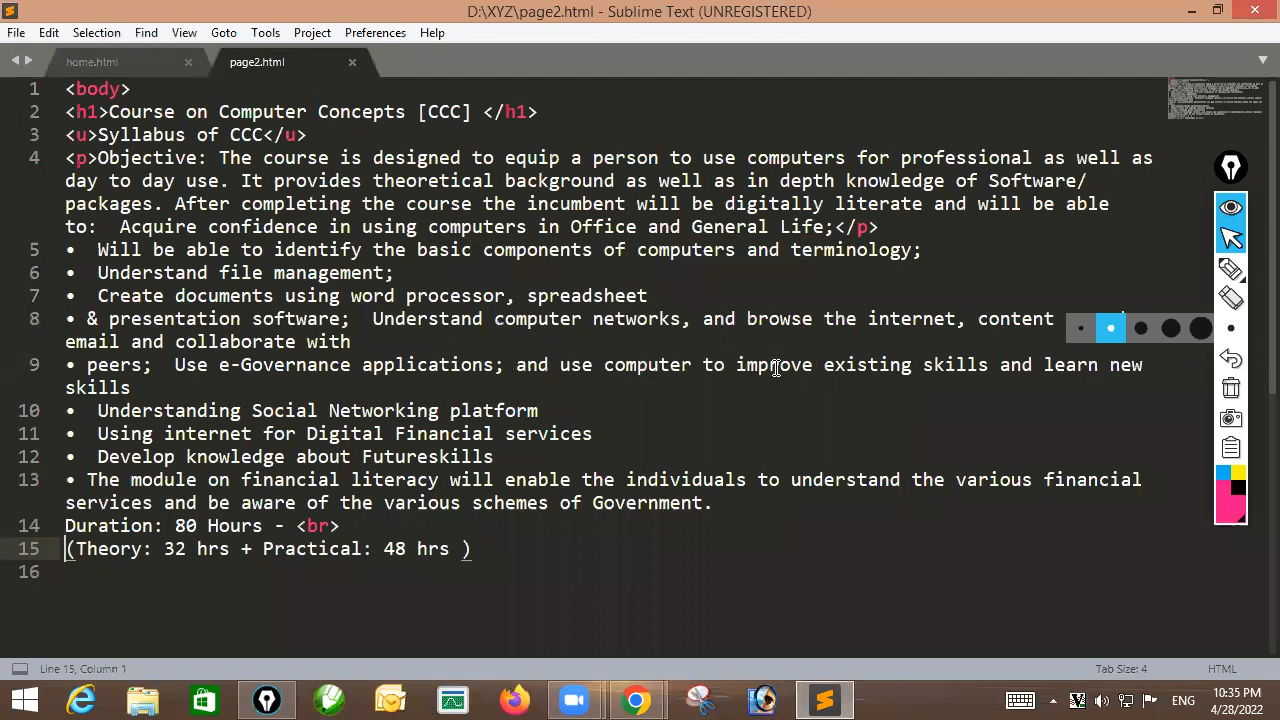 D:\XYZ\page2.html - Sublime Text (UNREGISTERED)
File Edit Selection Find View Goto Tools Project Preferences Help
home.html page2.html
1 <body>
2 <h1>Course on Computer Concepts [CCC] </h1>
3 <u>Syllabus of CCC</u>
4 <p>Objective: The course is designed to equip a person to use computers for professional as well as
day to day use. It provides theoretical background as well as in depth knowledge of Software/
packages. After completing the course the incumbent will be digitally literate and will be able
to:  Acquire confidence in using computers in Office and General Life;</p>
5 •  Will be able to identify the basic components of computers and terminology;
6 •  Understand file management;
7 •  Create documents using word processor, spreadsheet
8 • & presentation software;  Understand computer networks, and browse the internet, content
email and collaborate with
9 • peers;  Use e-Governance applications; and use computer to improve existing skills and learn new
skills
10 •  Understanding Social Networking platform
11 •  Using internet for Digital Financial services
12 •  Develop knowledge about Futureskills
13 • The module on financial literacy will enable the individuals to understand the various financial
services and be aware of the various schemes of Government.
14 Duration: 80 Hours - <br>
15 (Theory: 32 hrs + Practical: 48 hrs )
16
Line 15, Column 1 Tab Size: 4 HTML
ENG 10:35 PM
4/28/2022